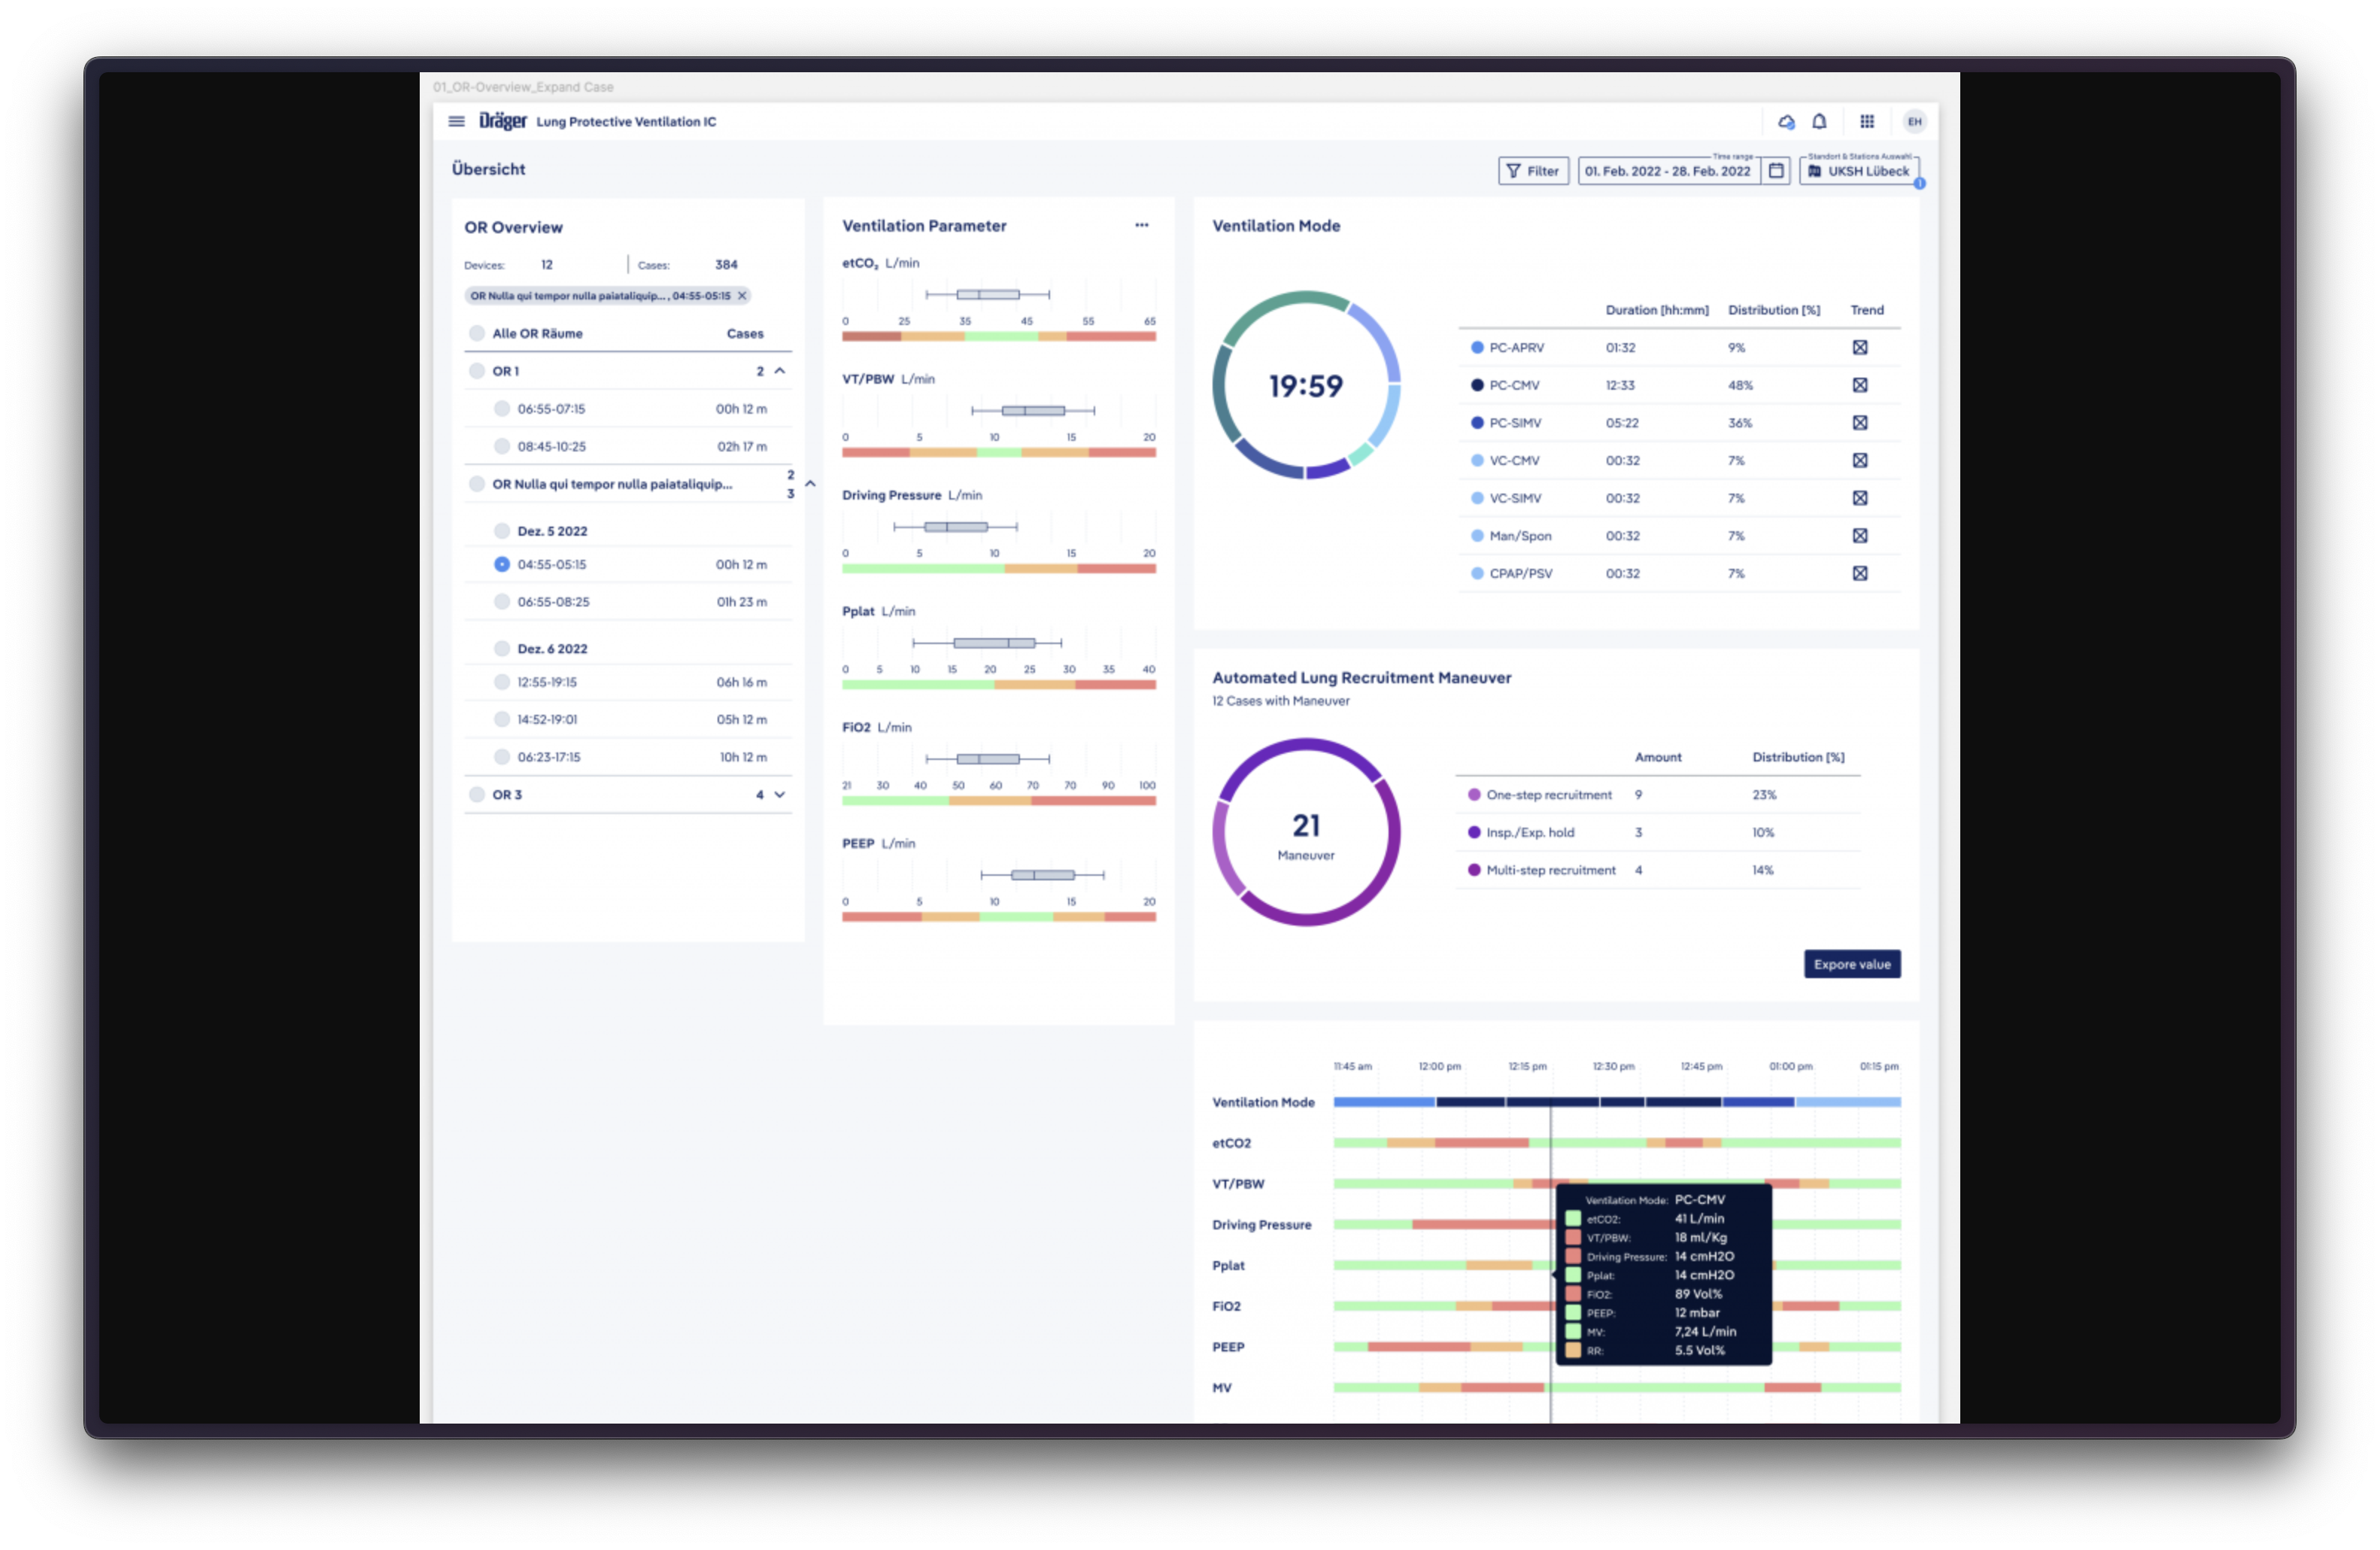 01_OR-Overview_Expand Case
Dräger Lung Protective Ventilation IC
EH
Übersicht
Filter
Time range
01. Feb. 2022 - 28. Feb. 2022
Standort & Stations Auswahl
UKSH Lübeck
OR Overview
Devices: 12 Cases: 384
OR Nulla qui tempor nulla paiataliquip... , 04:55-05:15
Alle OR Räume Cases
OR 1 2
06:55-07:15 00h 12 m
08:45-10:25 02h 17 m
OR Nulla qui tempor nulla paiataliquip... 2
3
Dez. 5 2022
04:55-05:15 00h 12 m
06:55-08:25 01h 23 m
Dez. 6 2022
12:55-19:15 06h 16 m
14:52-19:01 05h 12 m
06:23-17:15 10h 12 m
OR 3 4
Ventilation Parameter
etCO₂ L/min
0 25 35 45 55 65
VT/PBW L/min
0 5 10 15 20
Driving Pressure L/min
0 5 10 15 20
Pplat L/min
0 5 10 15 20 25 30 35 40
FiO2 L/min
21 30 40 50 60 70 70 90 100
PEEP L/min
0 5 10 15 20
Ventilation Mode
19:59
Duration [hh:mm] Distribution [%] Trend
PC-APRV 01:32 9%
PC-CMV 12:33 48%
PC-SIMV 05:22 36%
VC-CMV 00:32 7%
VC-SIMV 00:32 7%
Man/Spon 00:32 7%
CPAP/PSV 00:32 7%
Automated Lung Recruitment Maneuver
12 Cases with Maneuver
21
Maneuver
Amount Distribution [%]
One-step recruitment 9 23%
Insp./Exp. hold 3 10%
Multi-step recruitment 4 14%
Expore value
11:45 am 12:00 pm 12:15 pm 12:30 pm 12:45 pm 01:00 pm 01:15 pm
Ventilation Mode
etCO2
VT/PBW
Driving Pressure
Pplat
FiO2
PEEP
MV
Ventilation Mode: PC-CMV
etCO2: 41 L/min
VT/PBW: 18 ml/Kg
Driving Pressure: 14 cmH2O
Pplat: 14 cmH2O
FiO2: 89 Vol%
PEEP: 12 mbar
MV: 7,24 L/min
RR: 5.5 Vol%